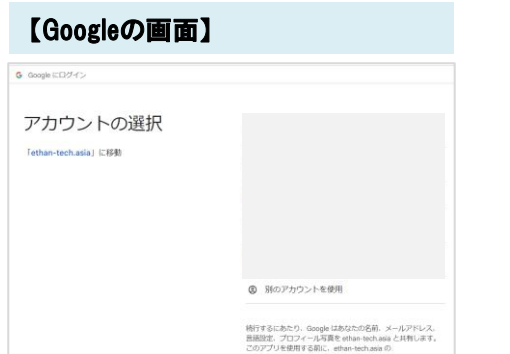 【Googleの画面】
Google にログイン
アカウントの選択
「ethan-tech.asia」に移動
別のアカウントを使用
続行するにあたり、Google はあなたの名前、メールアドレス、
言語設定、プロフィール写真を ethan-tech.asia と共有します。
このアプリを使用する前に、ethan-tech.asia の